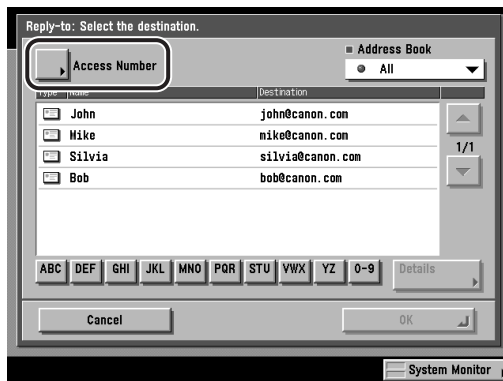 Reply-to: Select the destination.
Access Number
Address Book
All
Type Name Destination
John john@canon.com
Mike mike@canon.com
Silvia silvia@canon.com
Bob bob@canon.com
1/1
ABC DEF GHI JKL MNO PQR STU VWX YZ 0-9 Details
Cancel OK
System Monitor